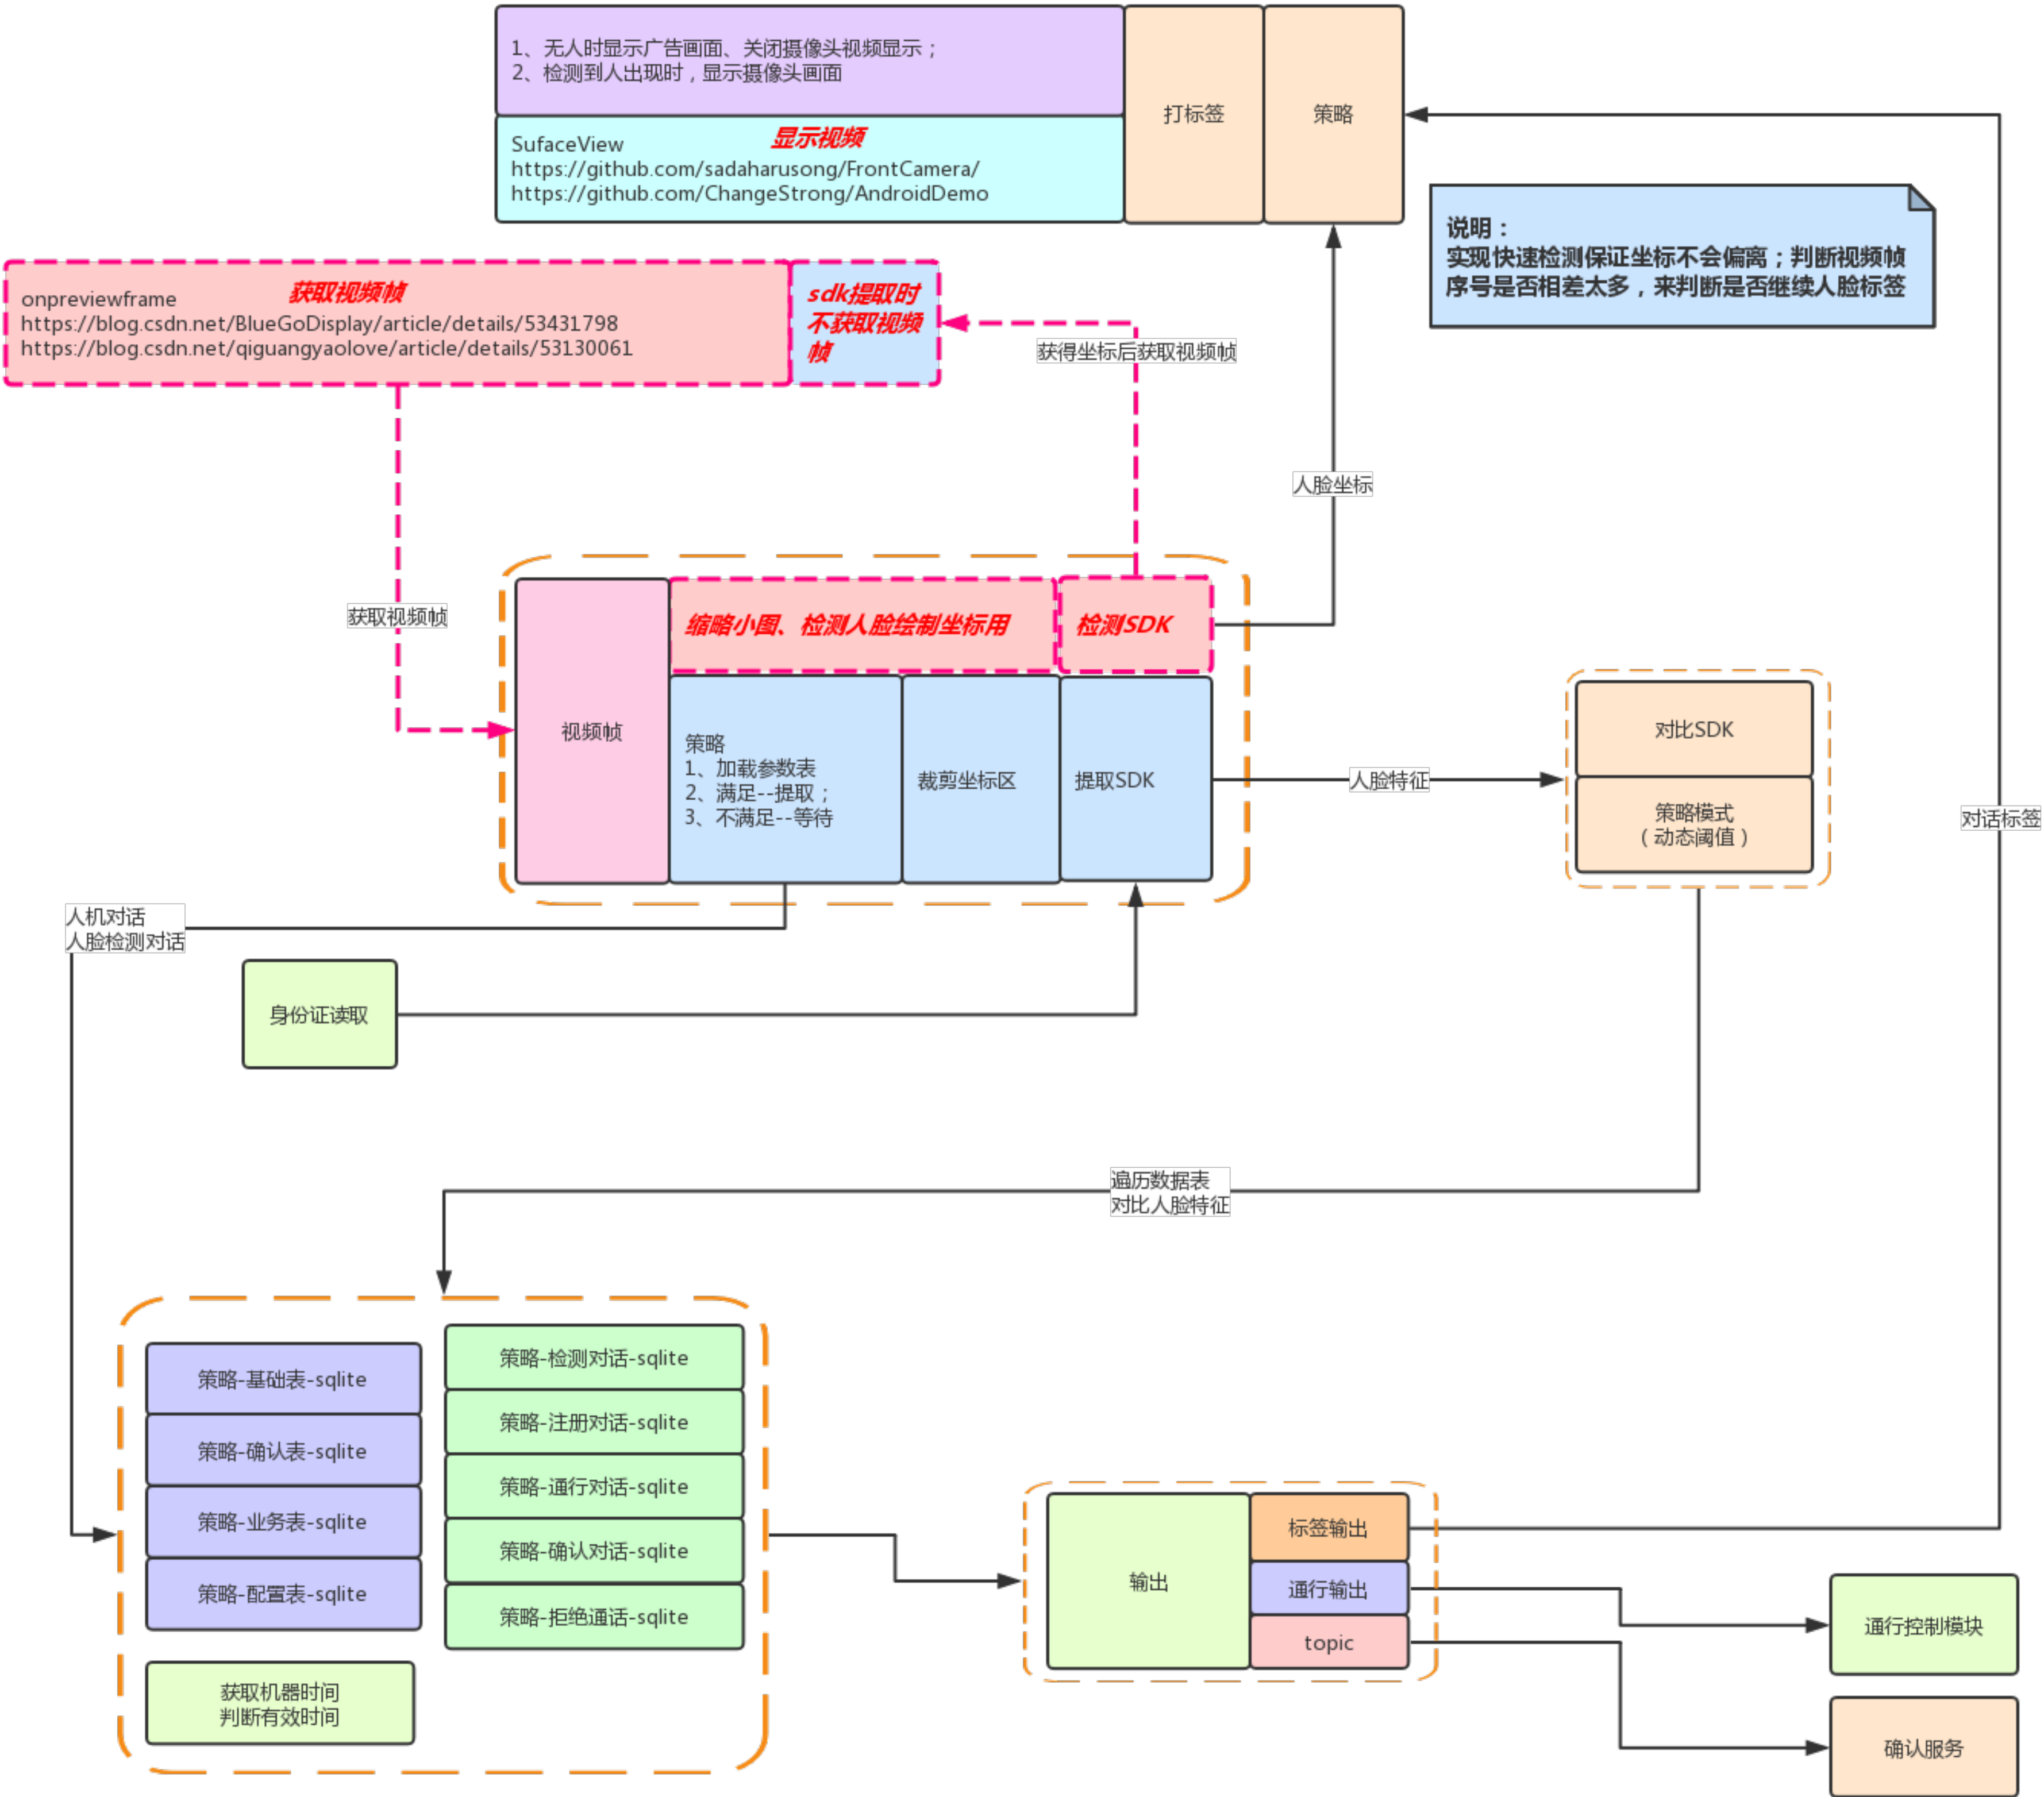 1、无人时显示广告画面、关闭摄像头视频显示；
2、检测到人出现时，显示摄像头画面
打标签
策略
SufaceView
显示视频
https://github.com/sadaharusong/FrontCamera/
https://github.com/ChangeStrong/AndroidDemo
说明：
实现快速检测保证坐标不会偏离；判断视频帧
序号是否相差太多，来判断是否继续人脸标签
onpreviewframe
获取视频帧
https://blog.csdn.net/BlueGoDisplay/article/details/53431798
https://blog.csdn.net/qiguangyaolove/article/details/53130061
sdk提取时
不获取视频
帧
获得坐标后获取视频帧
人脸坐标
获取视频帧
视频帧
缩略小图、检测人脸绘制坐标用
检测SDK
策略
1、加载参数表
2、满足--提取；
3、不满足--等待
裁剪坐标区
提取SDK
人脸特征
对比SDK
策略模式
（动态阈值）
对话标签
人机对话
人脸检测对话
身份证读取
遍历数据表
对比人脸特征
策略-基础表-sqlite
策略-确认表-sqlite
策略-业务表-sqlite
策略-配置表-sqlite
获取机器时间
判断有效时间
策略-检测对话-sqlite
策略-注册对话-sqlite
策略-通行对话-sqlite
策略-确认对话-sqlite
策略-拒绝通话-sqlite
输出
标签输出
通行输出
topic
通行控制模块
确认服务